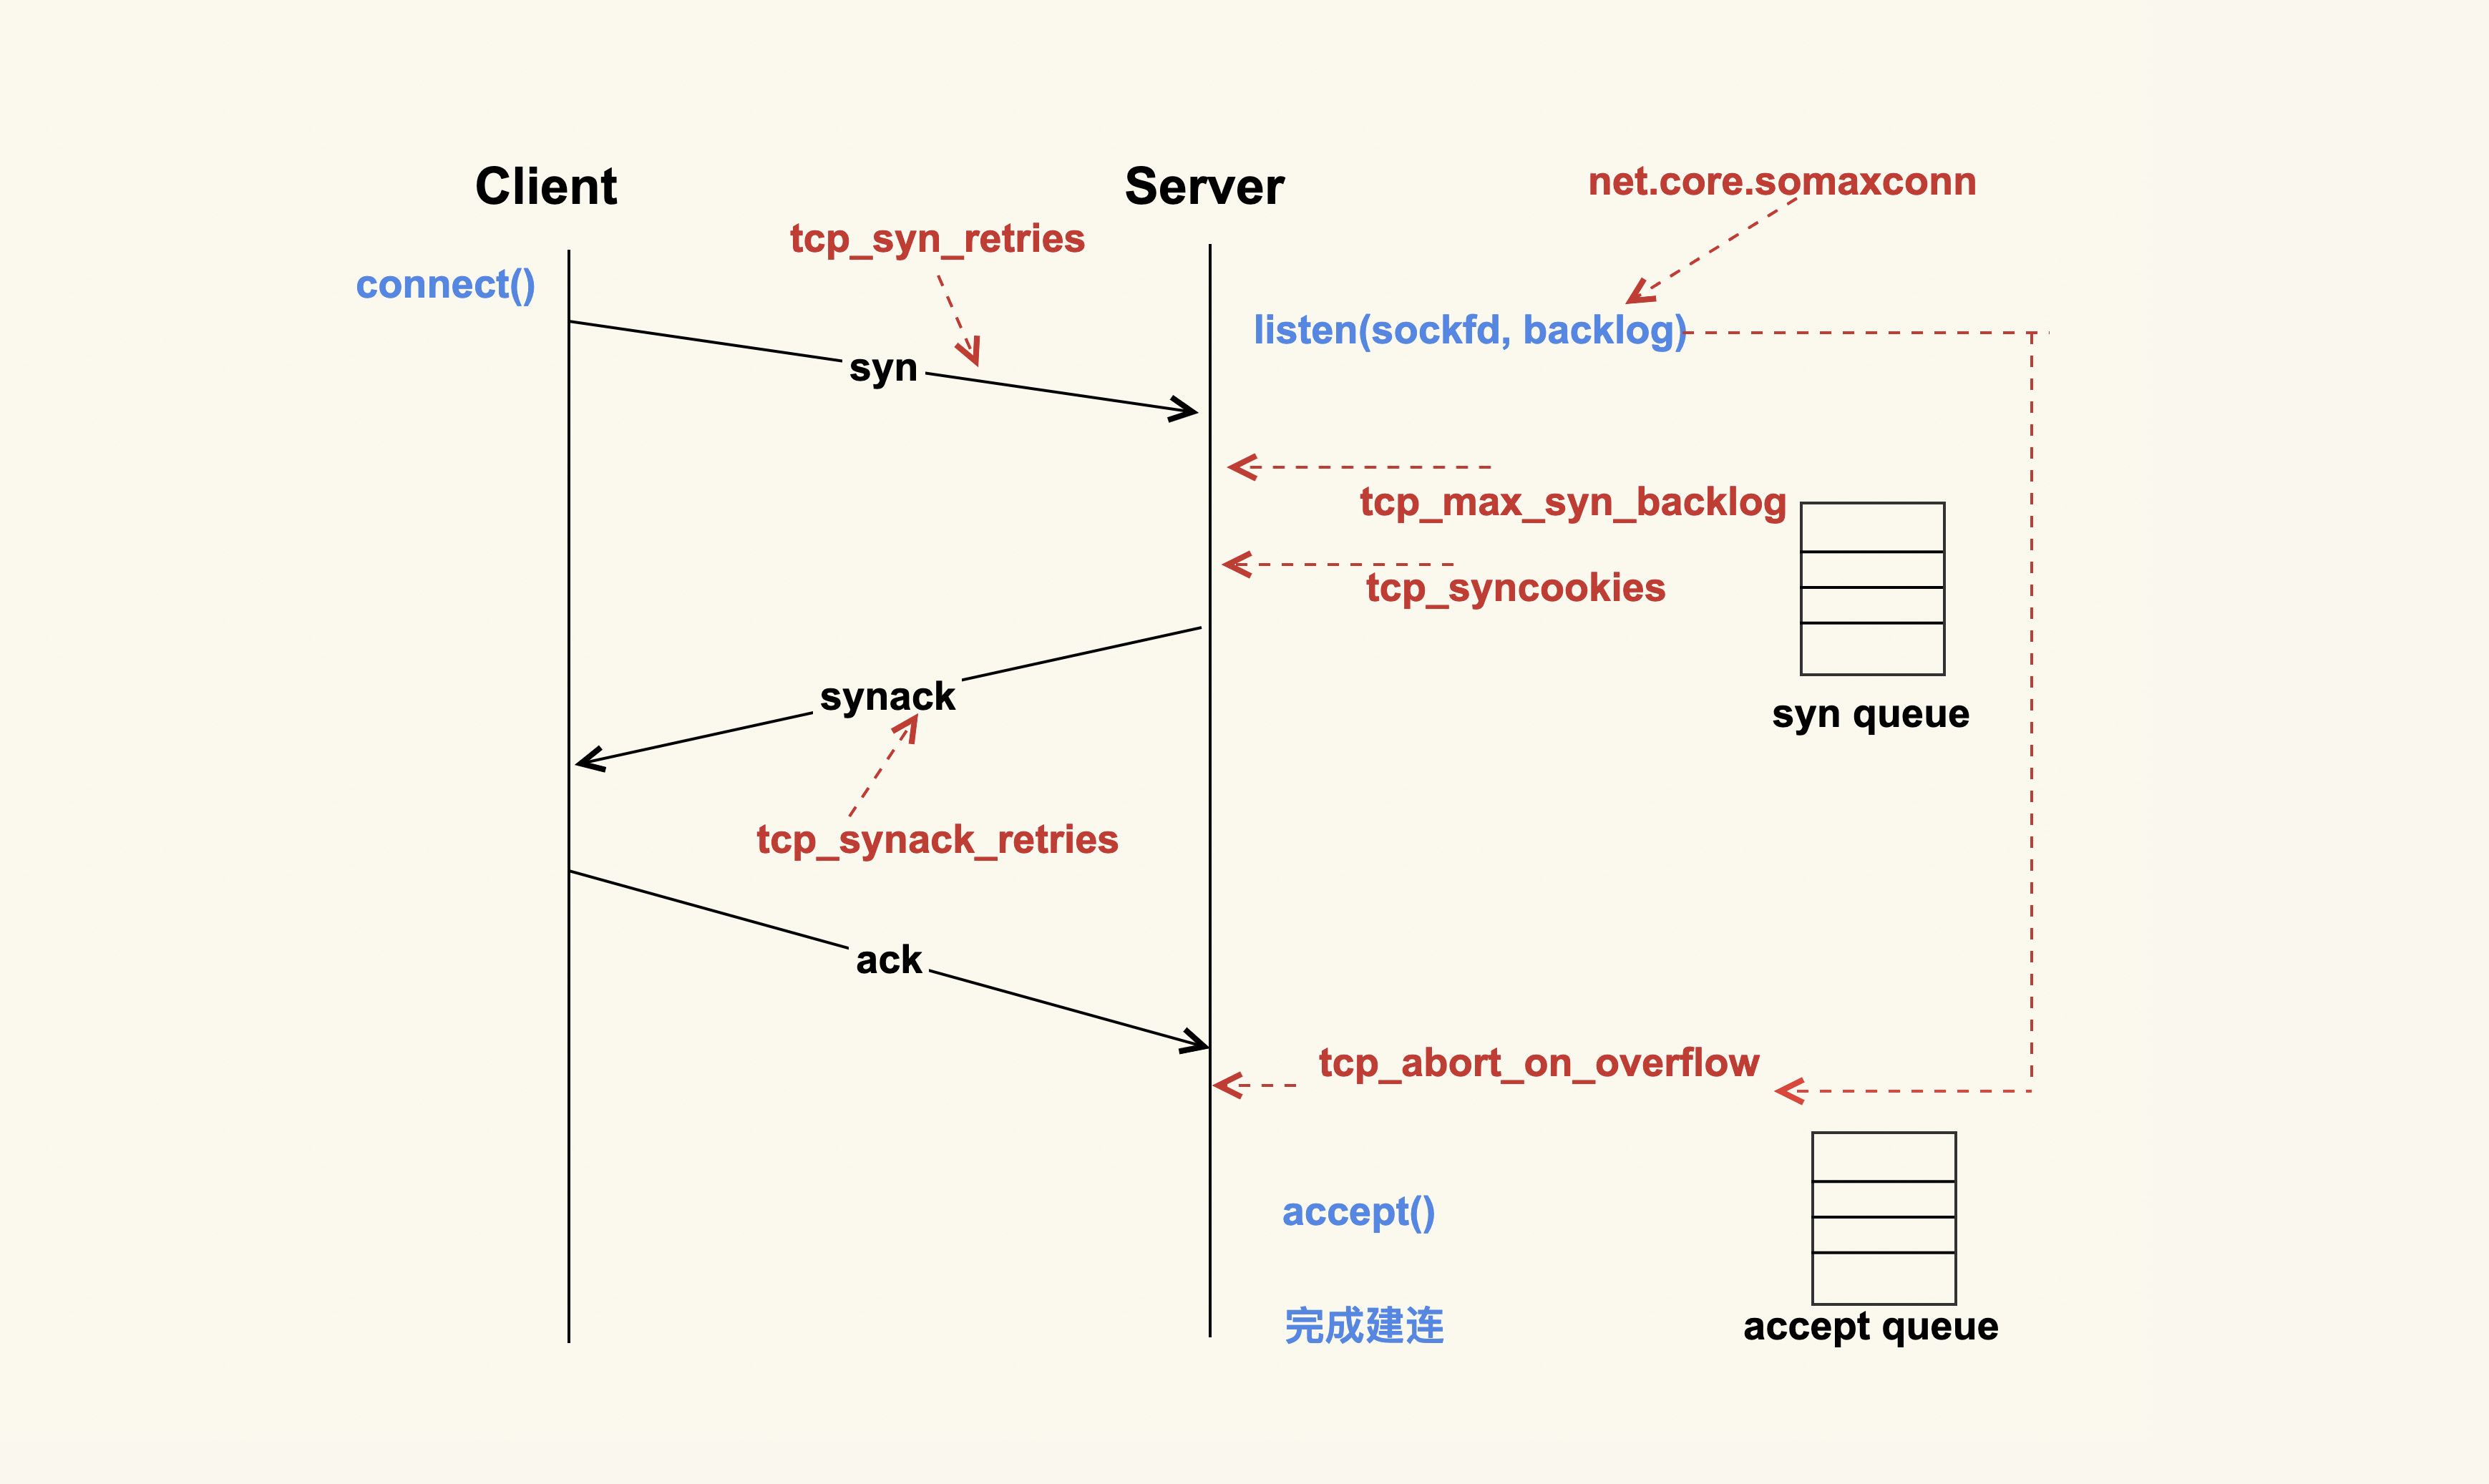 Client
Server
net.core.somaxconn
tcp_syn_retries
connect()
listen(sockfd, backlog)
syn
tcp_max_syn_backlog
tcp_syncookies
synack
syn queue
tcp_synack_retries
ack
tcp_abort_on_overflow
accept()
完成建连
accept queue